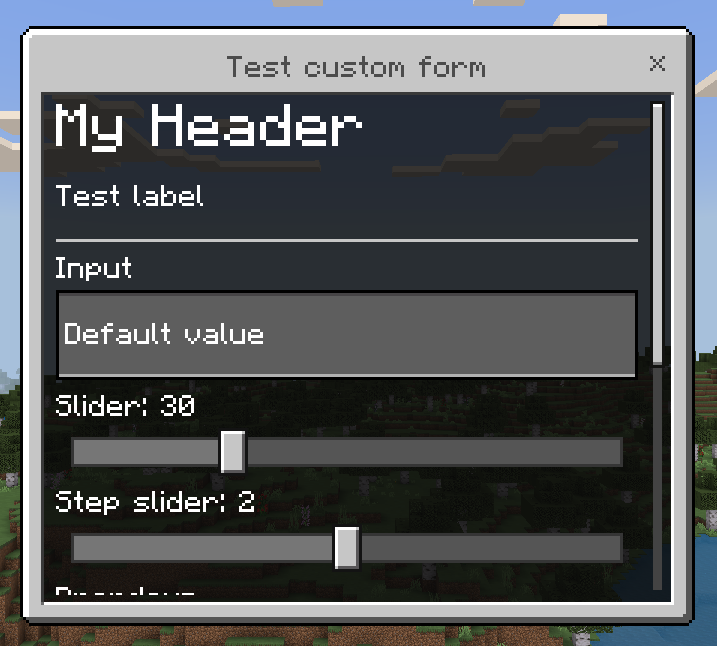 Test custom form
My Header
Test label
Input
Default value
Slider: 30
Step slider: 2